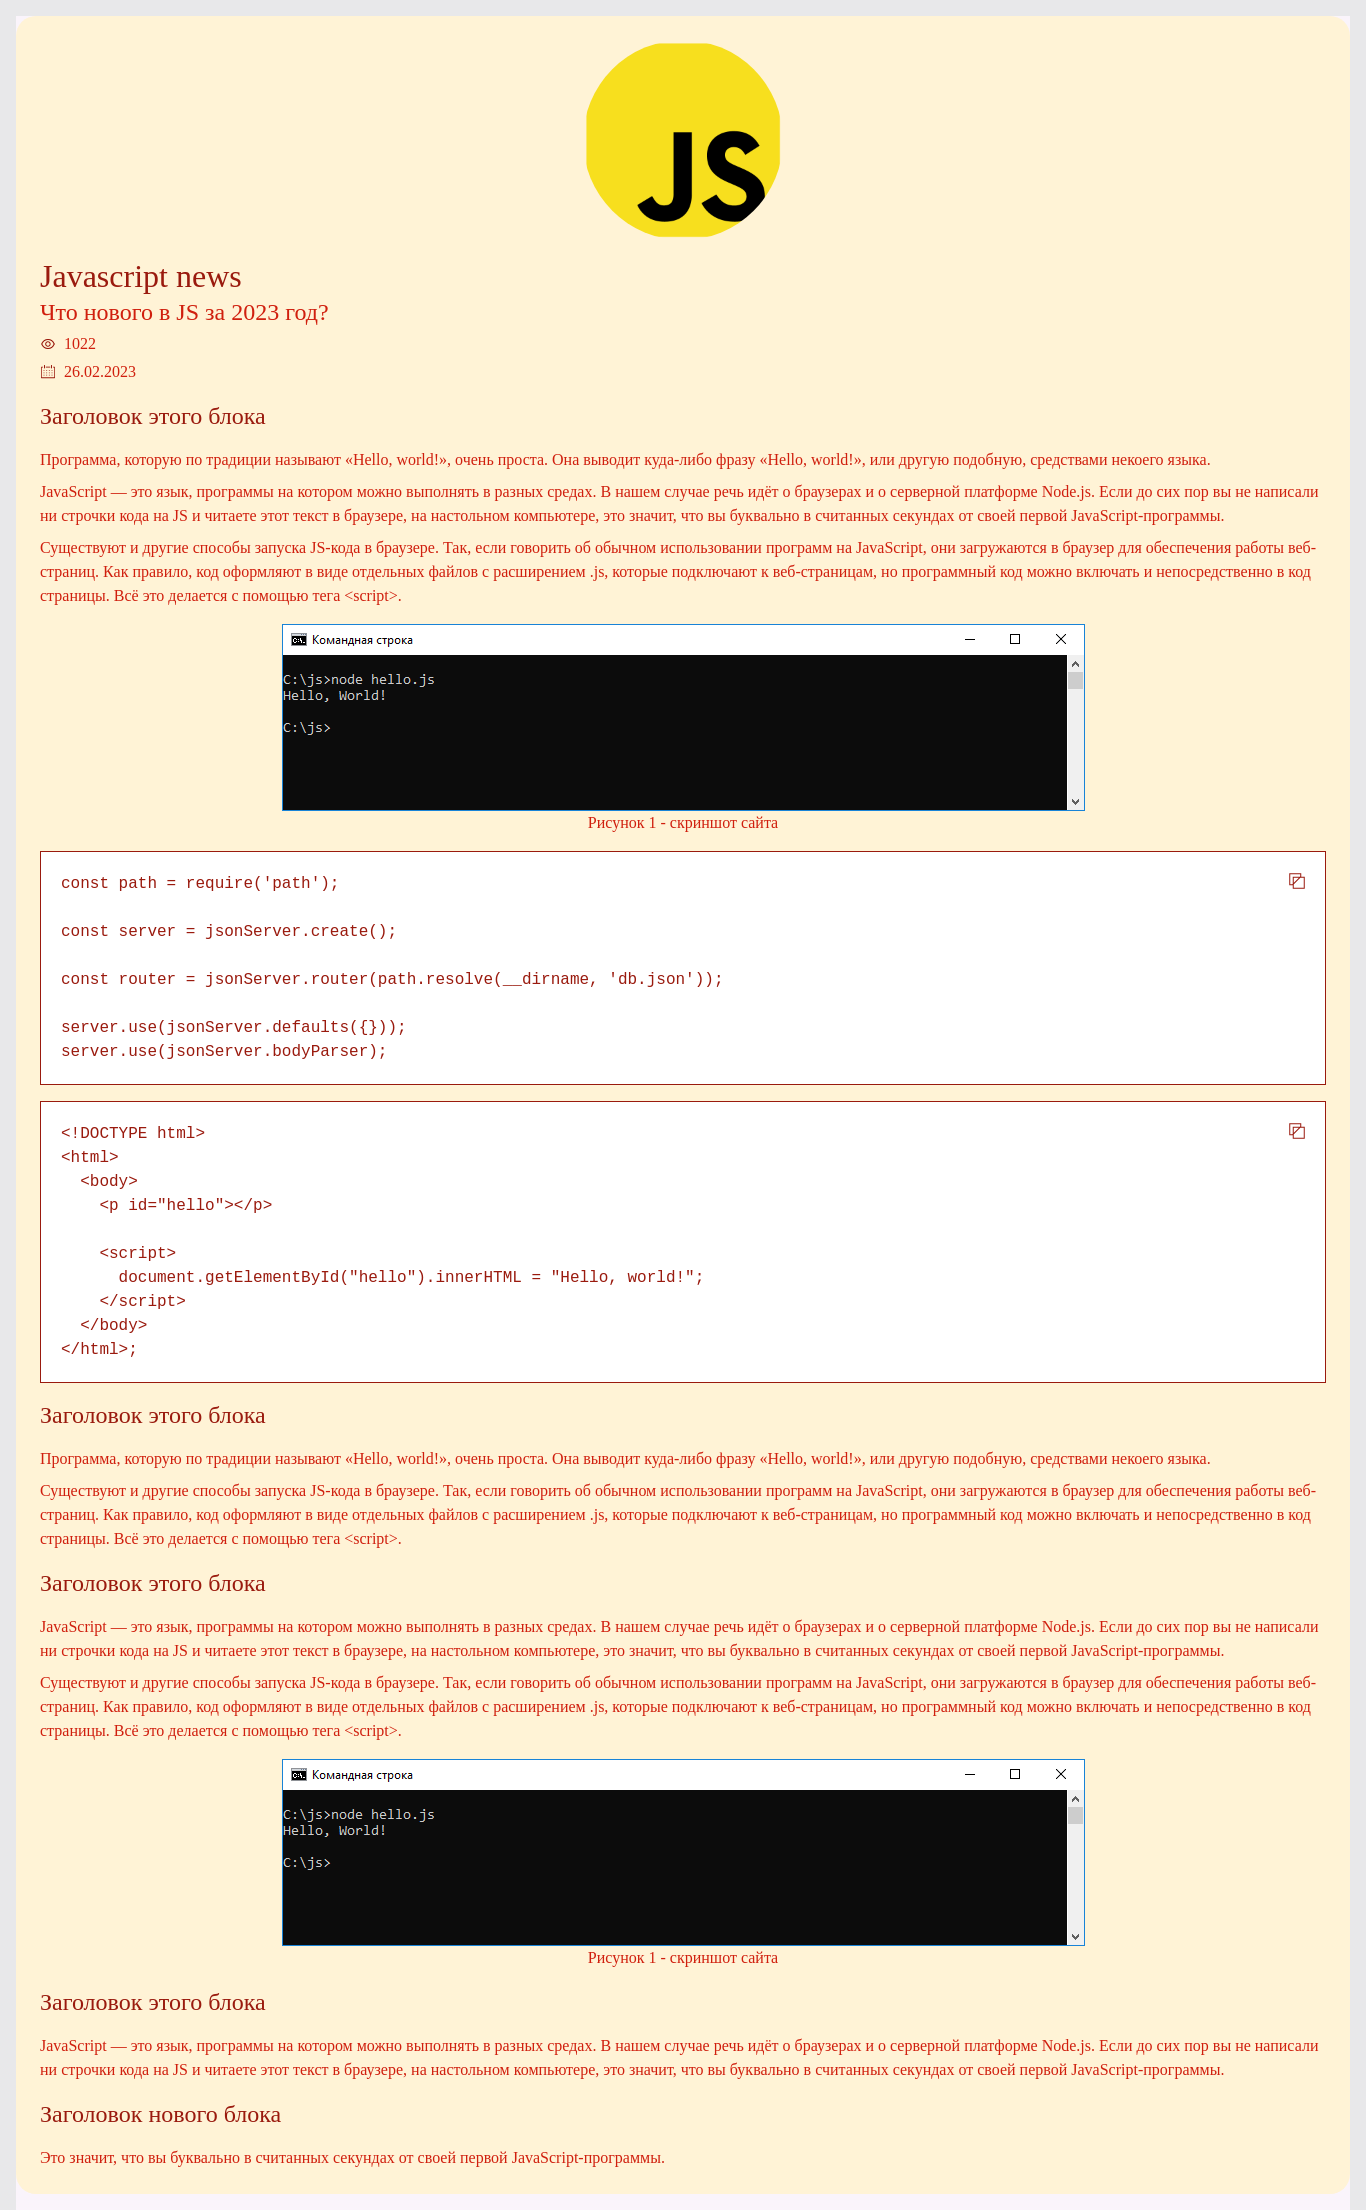 JS
Javascript news
Что нового в JS за 2023 год?
1022
26.02.2023
Заголовок этого блока
Программа, которую по традиции называют «Hello, world!», очень проста. Она выводит куда-либо фразу «Hello, world!», или другую подобную, средствами некоего языка.
JavaScript — это язык, программы на котором можно выполнять в разных средах. В нашем случае речь идёт о браузерах и о серверной платформе Node.js. Если до сих пор вы не написали
ни строчки кода на JS и читаете этот текст в браузере, на настольном компьютере, это значит, что вы буквально в считанных секундах от своей первой JavaScript-программы.
Существуют и другие способы запуска JS-кода в браузере. Так, если говорить об обычном использовании программ на JavaScript, они загружаются в браузер для обеспечения работы веб-
страниц. Как правило, код оформляют в виде отдельных файлов с расширением .js, которые подключают к веб-страницам, но программный код можно включать и непосредственно в код
страницы. Всё это делается с помощью тега <script>.
C:\. Командная строка
C:\js>node hello.js
Hello, World!
C:\js>
Рисунок 1 - скриншот сайта
const path = require('path');
const server = jsonServer.create();
const router = jsonServer.router(path.resolve(__dirname, 'db.json'));
server.use(jsonServer.defaults({}));
server.use(jsonServer.bodyParser);
<!DOCTYPE html>
<html>
  <body>
    <p id="hello"></p>
    <script>
      document.getElementById("hello").innerHTML = "Hello, world!";
    </script>
  </body>
</html>;
Заголовок этого блока
Программа, которую по традиции называют «Hello, world!», очень проста. Она выводит куда-либо фразу «Hello, world!», или другую подобную, средствами некоего языка.
Существуют и другие способы запуска JS-кода в браузере. Так, если говорить об обычном использовании программ на JavaScript, они загружаются в браузер для обеспечения работы веб-
страниц. Как правило, код оформляют в виде отдельных файлов с расширением .js, которые подключают к веб-страницам, но программный код можно включать и непосредственно в код
страницы. Всё это делается с помощью тега <script>.
Заголовок этого блока
JavaScript — это язык, программы на котором можно выполнять в разных средах. В нашем случае речь идёт о браузерах и о серверной платформе Node.js. Если до сих пор вы не написали
ни строчки кода на JS и читаете этот текст в браузере, на настольном компьютере, это значит, что вы буквально в считанных секундах от своей первой JavaScript-программы.
Существуют и другие способы запуска JS-кода в браузере. Так, если говорить об обычном использовании программ на JavaScript, они загружаются в браузер для обеспечения работы веб-
страниц. Как правило, код оформляют в виде отдельных файлов с расширением .js, которые подключают к веб-страницам, но программный код можно включать и непосредственно в код
страницы. Всё это делается с помощью тега <script>.
C:\. Командная строка
C:\js>node hello.js
Hello, World!
C:\js>
Рисунок 1 - скриншот сайта
Заголовок этого блока
JavaScript — это язык, программы на котором можно выполнять в разных средах. В нашем случае речь идёт о браузерах и о серверной платформе Node.js. Если до сих пор вы не написали
ни строчки кода на JS и читаете этот текст в браузере, на настольном компьютере, это значит, что вы буквально в считанных секундах от своей первой JavaScript-программы.
Заголовок нового блока
Это значит, что вы буквально в считанных секундах от своей первой JavaScript-программы.